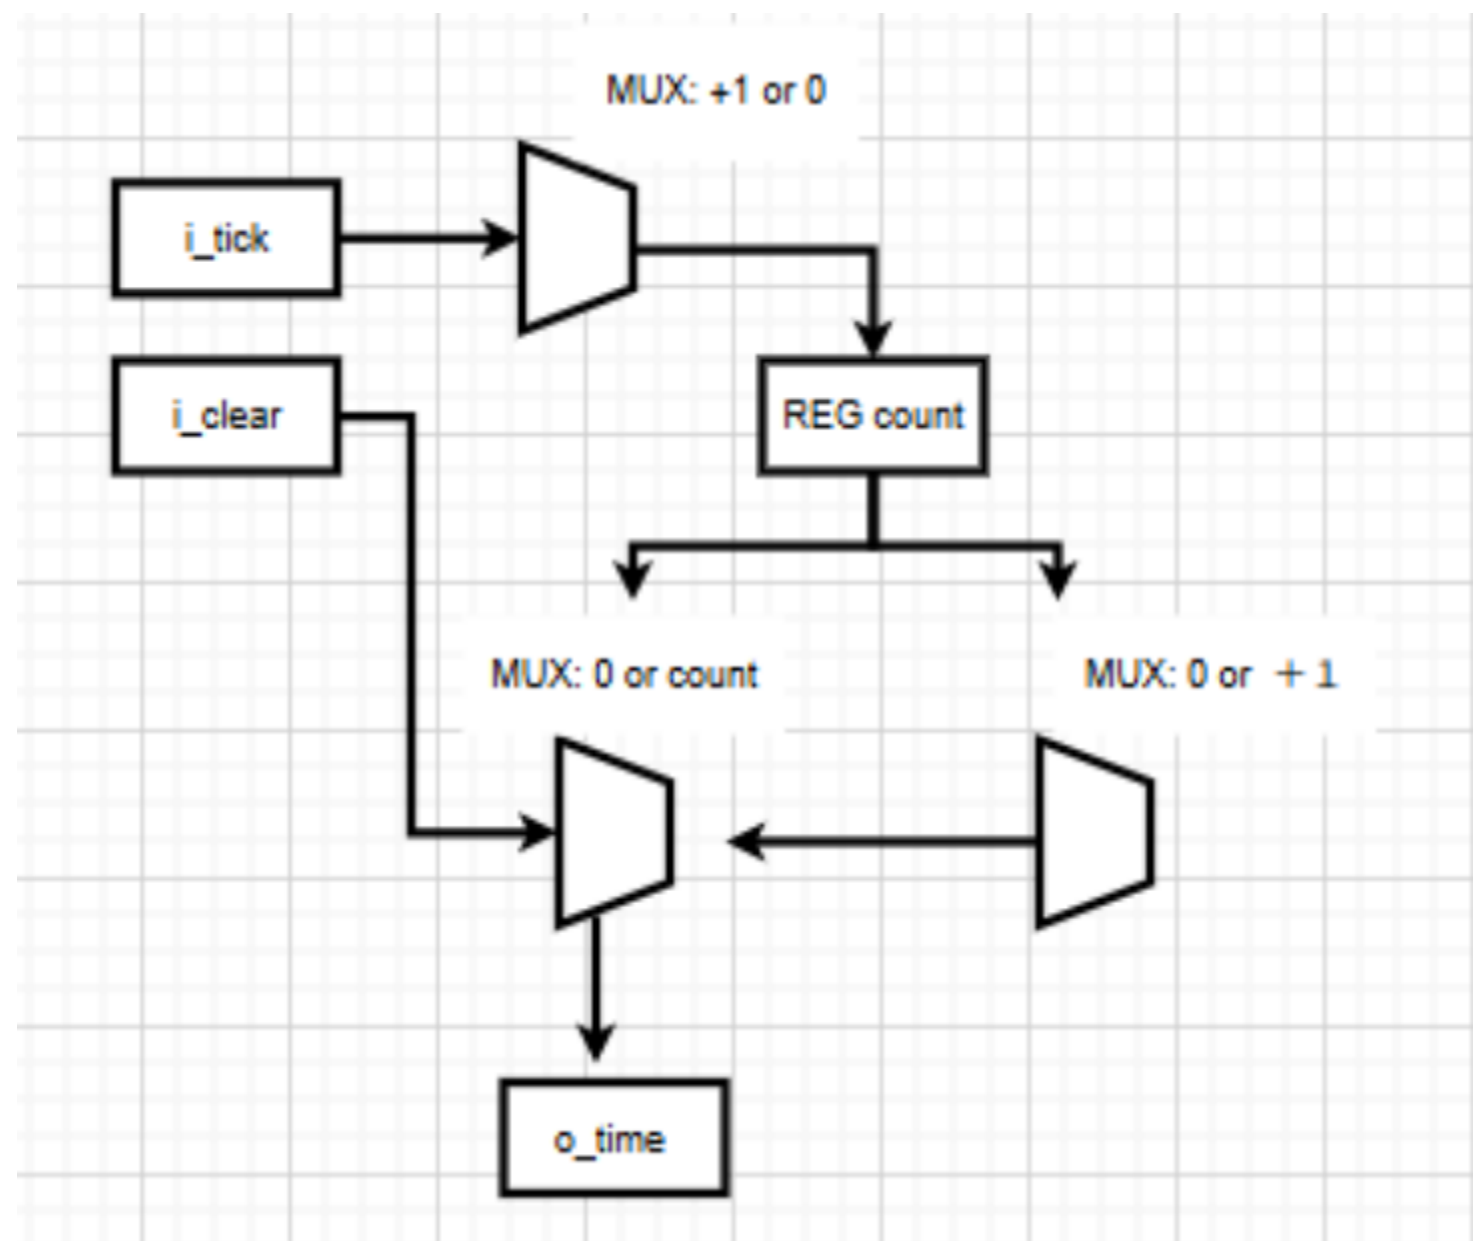 MUX: +1 or 0
i_tick
i_clear
REG count
MUX: 0 or count
MUX: 0 or ＋1
o_time